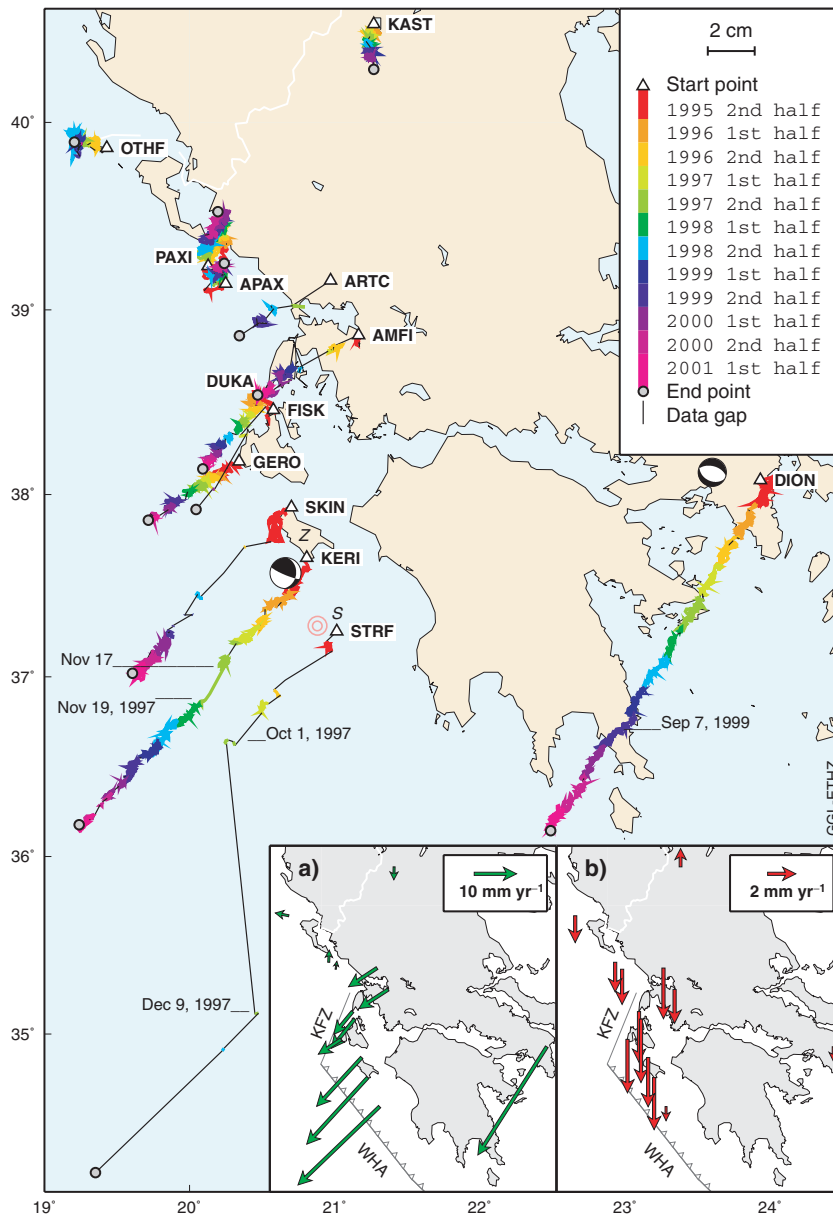 KAST
2 cm
Start point
1995 2nd half
1996 1st half
1996 2nd half
1997 1st half
1997 2nd half
1998 1st half
1998 2nd half
1999 1st half
1999 2nd half
2000 1st half
2000 2nd half
2001 1st half
End point
Data gap
40°
OTHF
PAXI
APAX
ARTC
39°
AMFI
DUKA
FISK
GERO
38°
DION
SKIN
Z
KERI
S
STRF
Nov 17
37°
Nov 19, 1997
Oct 1, 1997
Sep 7, 1999
GGL ETHZ
36°
a)
10 mm yr⁻¹
b)
2 mm yr⁻¹
Dec 9, 1997
35°
KFZ
WHA
KFZ
WHA
19°
20°
21°
22°
23°
24°